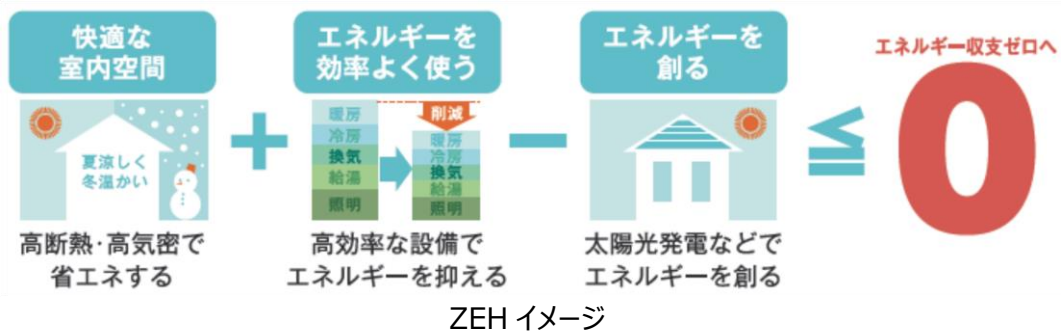 快適な
室内空間
夏涼しく
冬温かい
高断熱・高気密で
省エネする
＋
エネルギーを
効率よく使う
暖房
冷房
換気
給湯
照明
削減
暖房
冷房
換気
給湯
照明
高効率な設備で
エネルギーを抑える
－
エネルギーを
創る
太陽光発電などで
エネルギーを創る
≦
エネルギー収支ゼロへ
0
ZEH イメージ